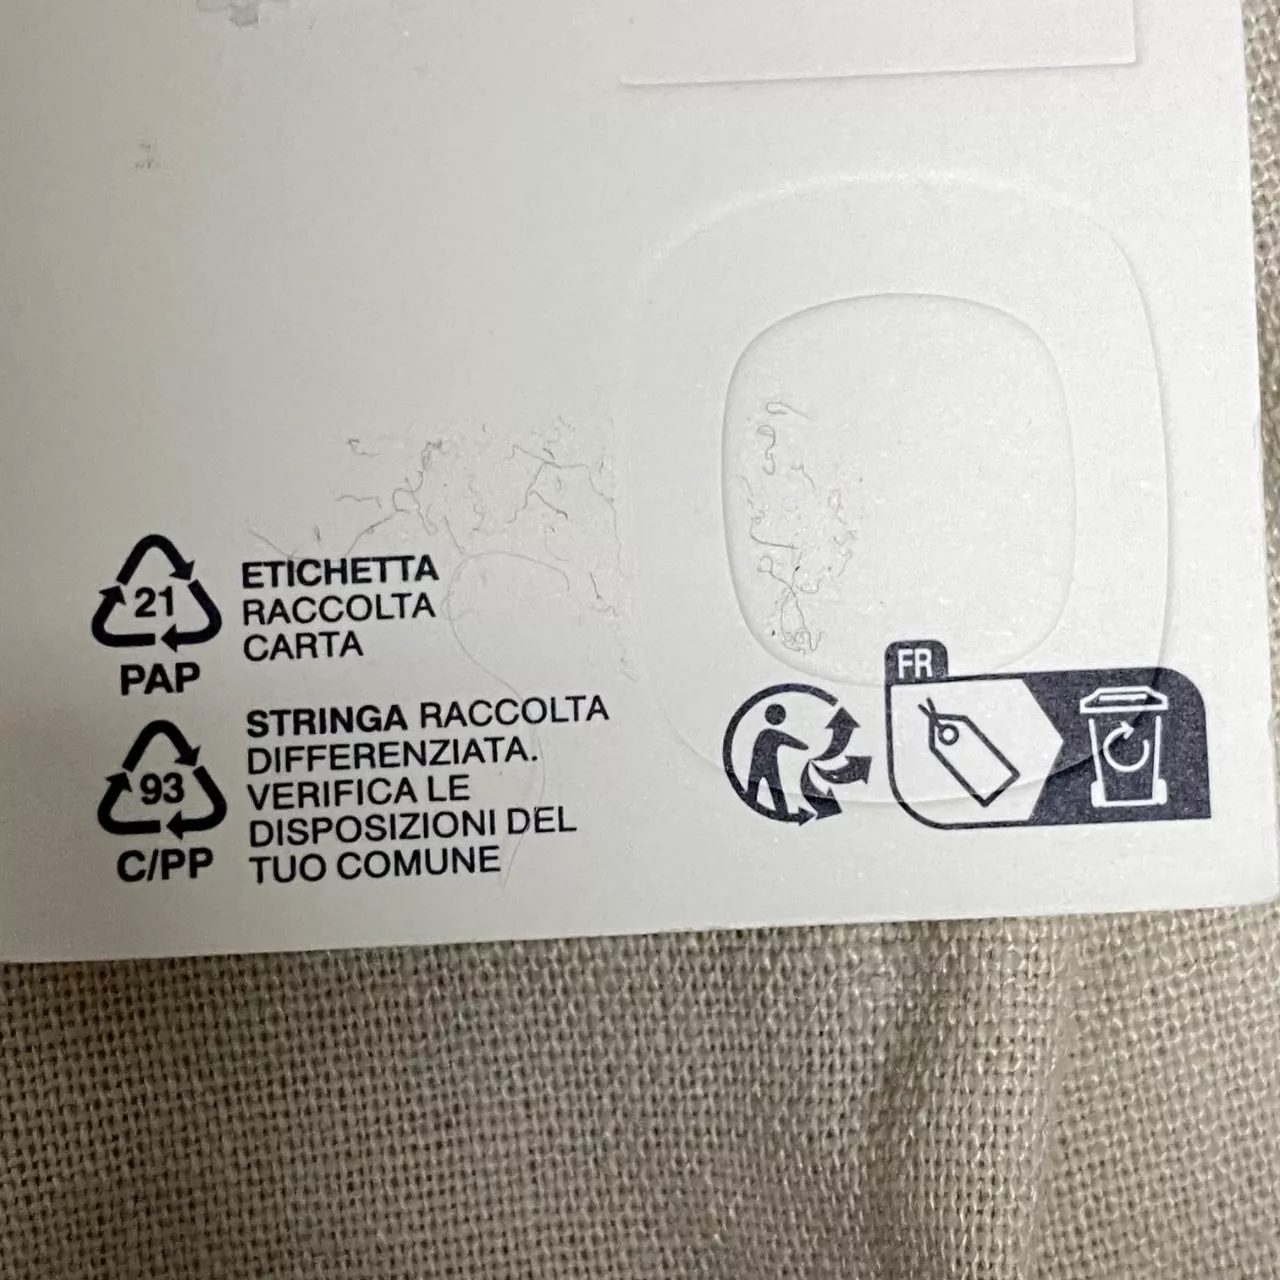 21
PAP
ETICHETTA
RACCOLTA
CARTA
93
C/PP
STRINGA RACCOLTA
DIFFERENZIATA.
VERIFICA LE
DISPOSIZIONI DEL
TUO COMUNE
FR